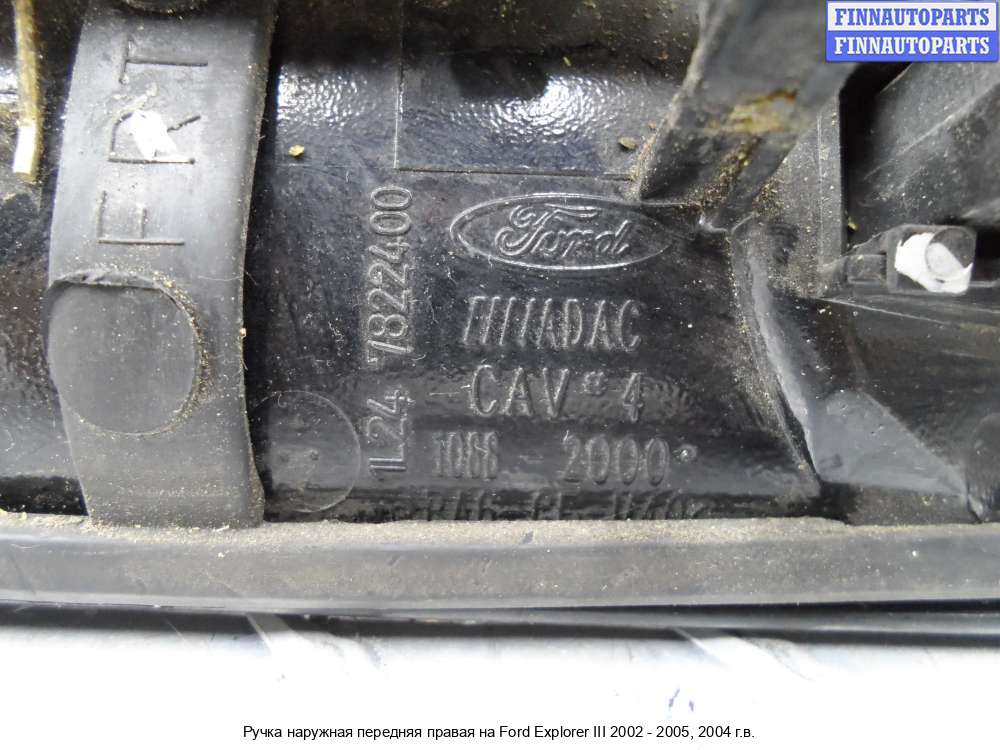 FINNAUTOPARTS
FINNAUTOPARTS
FRT
1L24 7822400
Ford
ADAC
CAV 4
2000
Ручка наружная передняя правая на Ford Explorer III 2002 - 2005, 2004 г.в.